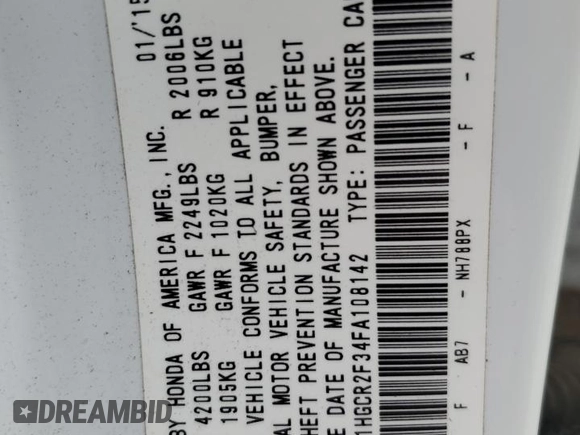 BY HONDA OF AMERICA MFG., INC. 01/'15
4200LBS GAWR F 2249LBS R 2006LBS
1905KG GAWR F 1020KG R 910KG
VEHICLE CONFORMS TO ALL APPLICABLE
AL MOTOR VEHICLE SAFETY, BUMPER,
HEFT PREVENTION STANDARDS IN EFFECT
E DATE OF MANUFACTURE SHOWN ABOVE.
1HGCR2F34FA108142 TYPE: PASSENGER CA
F AB7 - NH788PX - F - A
DREAMBID